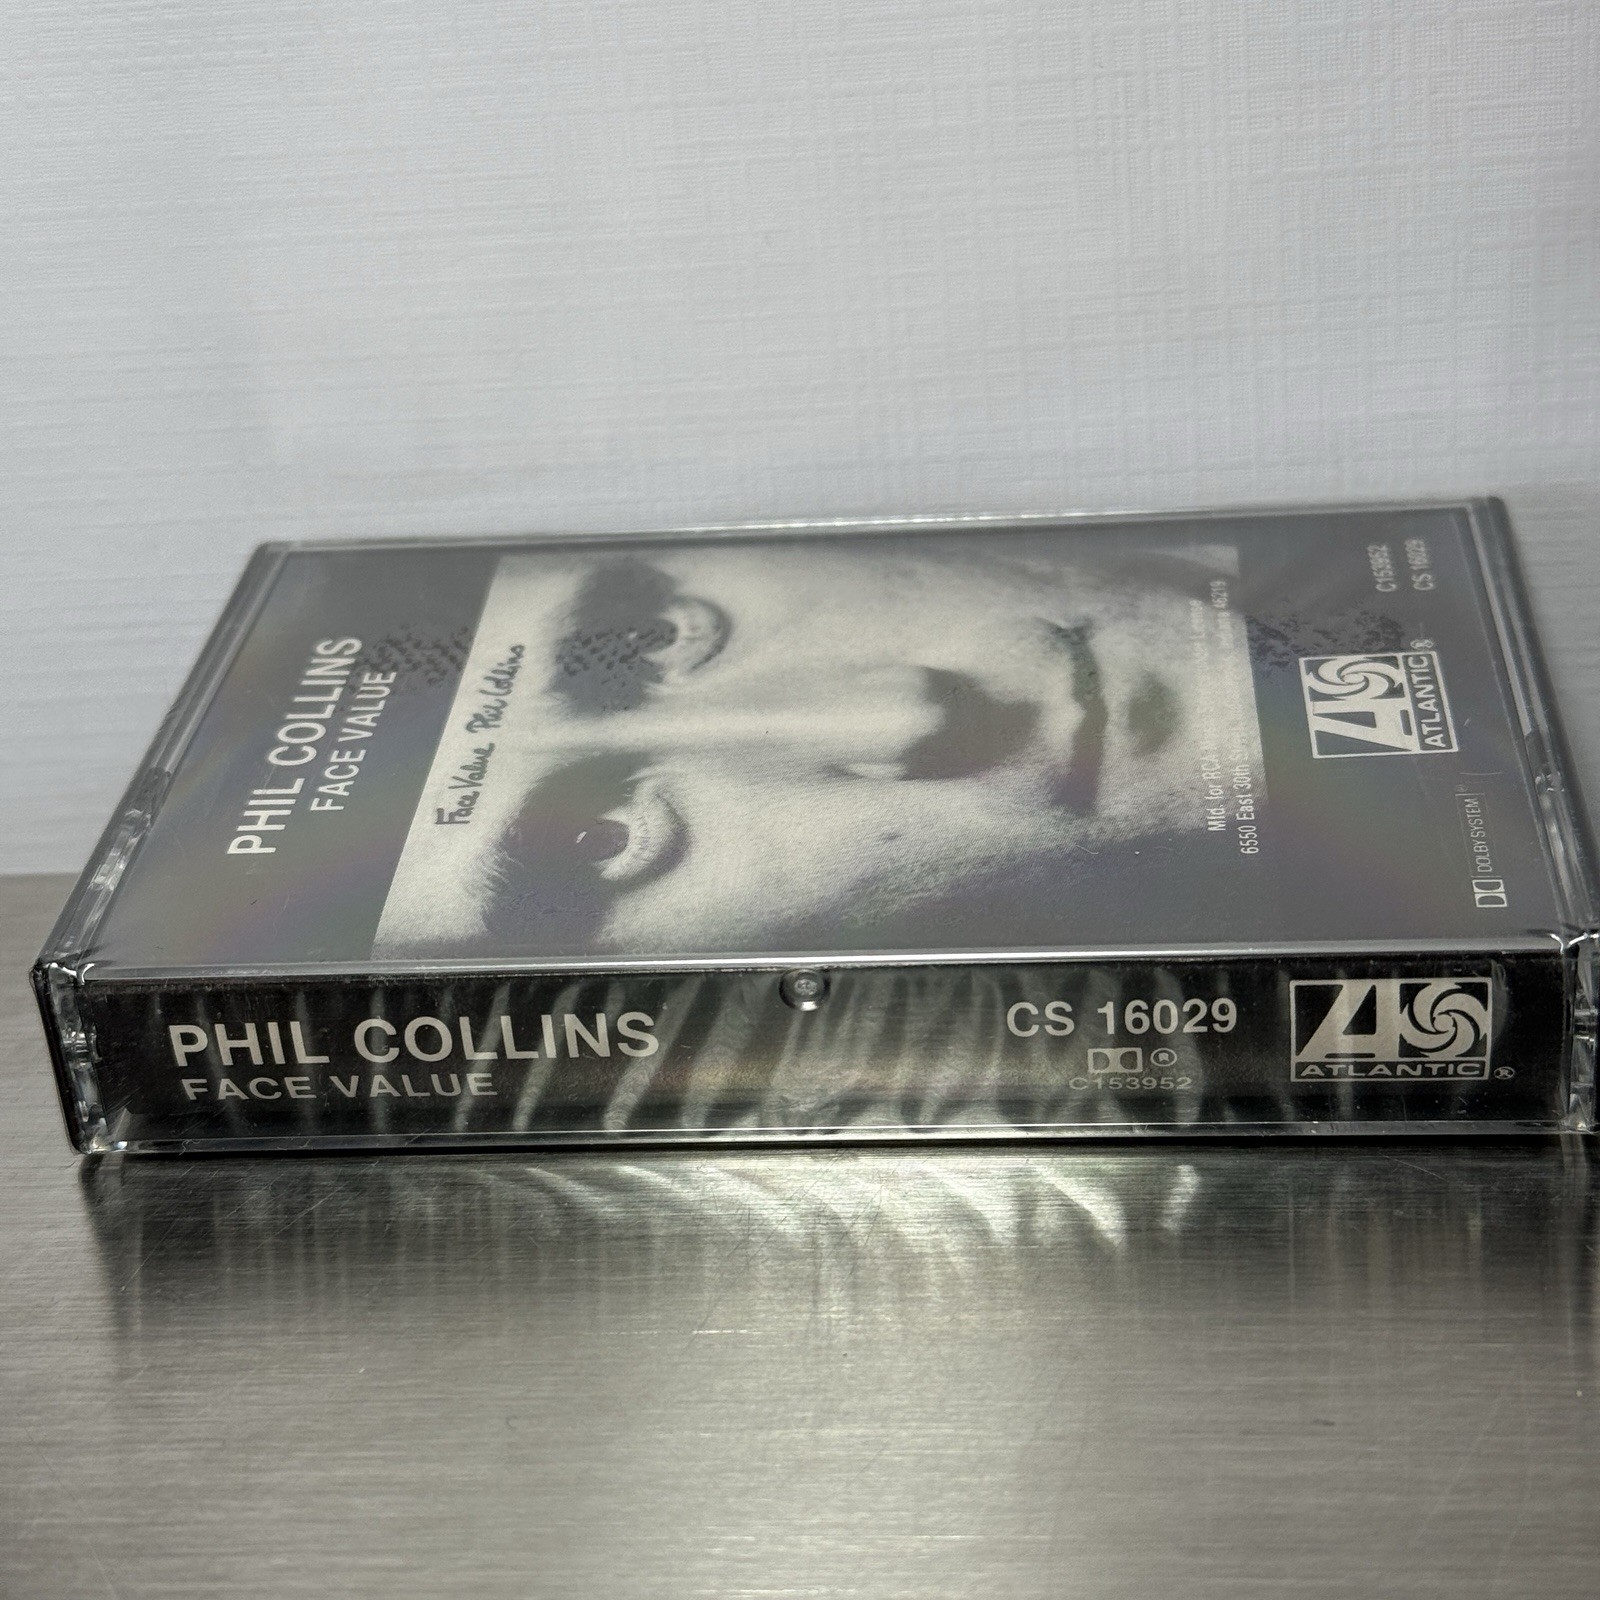 PHIL COLLINS
FACE VALUE
Face Value Phil Collins
Mfd. for RCA
6550 East 30th 46219
C153952
CS 16029
ATLANTIC®
DOLBY SYSTEM®
PHIL COLLINS
FACE VALUE
CS 16029
®
C153952
ATLANTIC®